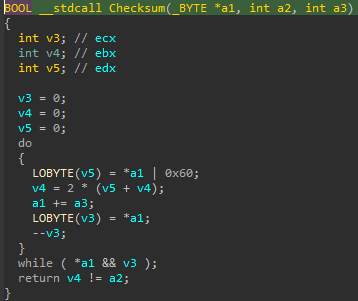 BOOL __stdcall Checksum(_BYTE *a1, int a2, int a3)
{
  int v3; // ecx
  int v4; // ebx
  int v5; // edx

  v3 = 0;
  v4 = 0;
  v5 = 0;
  do
  {
    LOBYTE(v5) = *a1 | 0x60;
    v4 = 2 * (v5 + v4);
    a1 += a3;
    LOBYTE(v3) = *a1;
    --v3;
  }
  while ( *a1 && v3 );
  return v4 != a2;
}